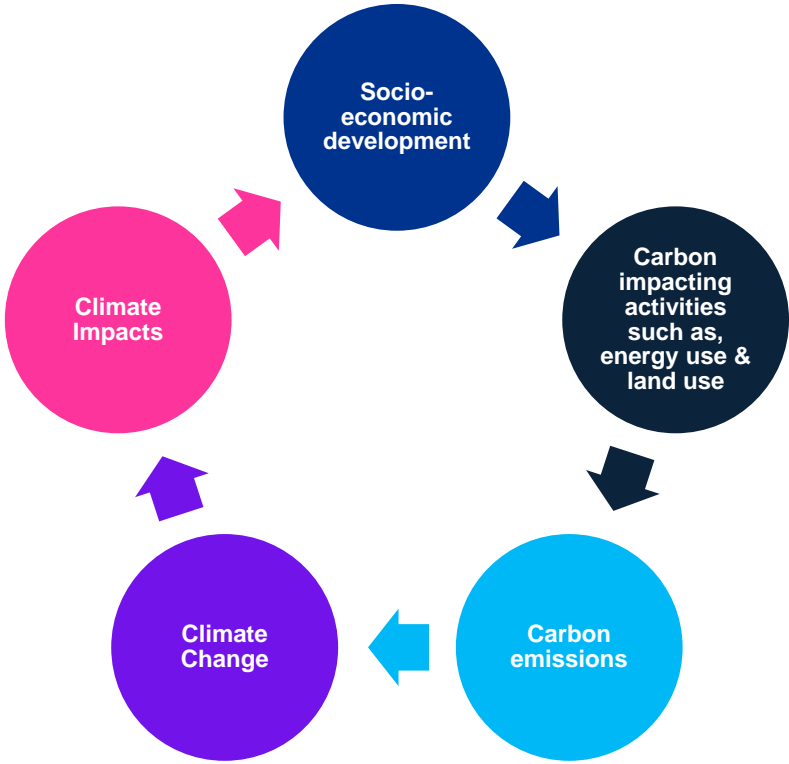 Socio-
economic
development
Carbon
impacting
activities
such as,
energy use &
land use
Carbon
emissions
Climate
Change
Climate
Impacts